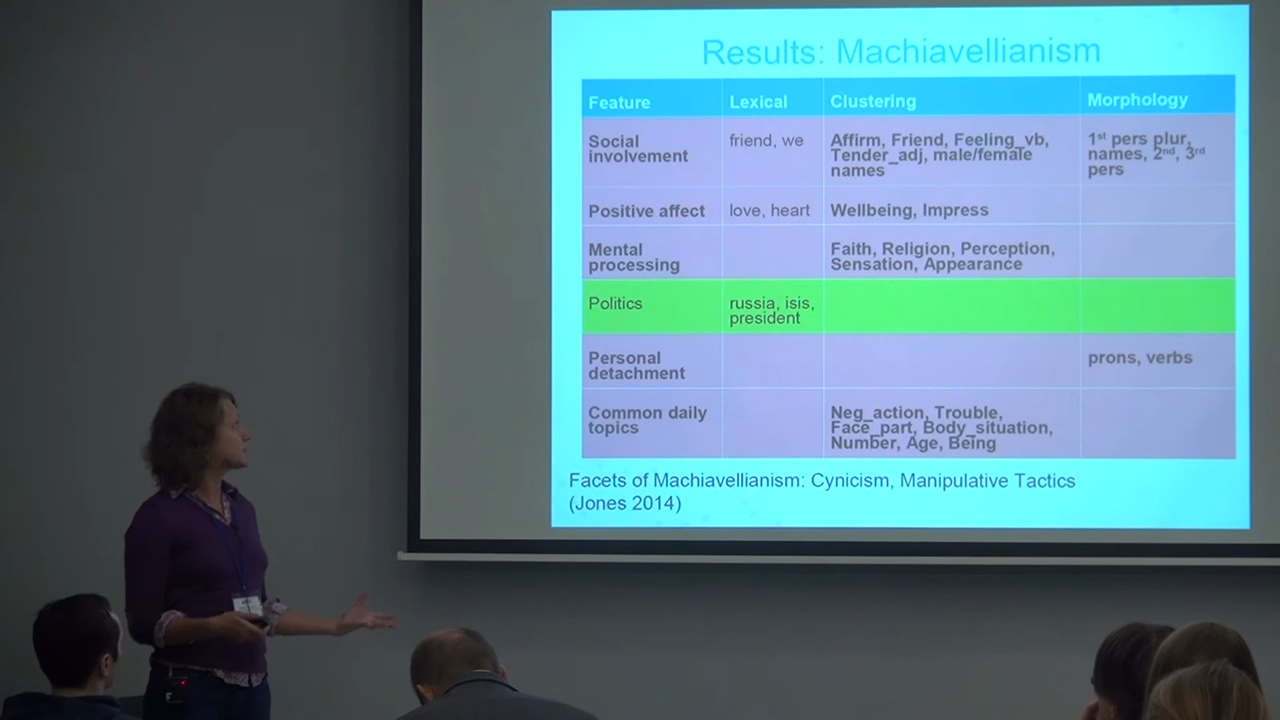 Results: Machiavellianism
Feature Lexical Clustering Morphology
Social involvement friend, we Affirm, Friend, Feeling_vb, Tender_adj, male/female names 1st pers plur, names, 2nd, 3rd pers
Positive affect love, heart Wellbeing, Impress
Mental processing Faith, Religion, Perception, Sensation, Appearance
Politics russia, isis, president
Personal detachment prons, verbs
Common daily topics Neg_action, Trouble, Face_part, Body_situation, Number, Age, Being
Facets of Machiavellianism: Cynicism, Manipulative Tactics
(Jones 2014)